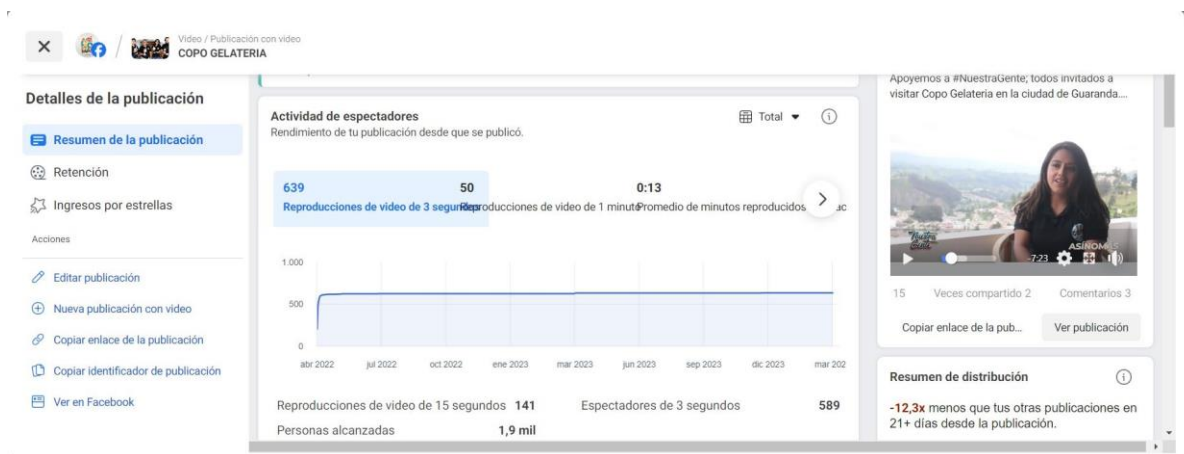 Video / Publicación con video
COPO GELATERIA
Detalles de la publicación
Resumen de la publicación
Retención
Ingresos por estrellas
Acciones
Editar publicación
Nueva publicación con video
Copiar enlace de la publicación
Copiar identificador de publicación
Ver en Facebook
Actividad de espectadores
Total
Rendimiento de tu publicación desde que se publicó.
639 50 0:13
Reproducciones de video de 3 segundos Reproducciones de video de 1 minuto Promedio de minutos reproducidos
1.000
500
0
abr 2022 jul 2022 oct 2022 ene 2023 mar 2023 jun 2023 sep 2023 dic 2023 mar 202
Reproducciones de video de 15 segundos 141 Espectadores de 3 segundos 589
Personas alcanzadas 1,9 mil
Apoyemos a #NuestraGente; todos invitados a
visitar Copo Gelateria en la ciudad de Guaranda....
Nuestra
Gente
ASINOMÁS
-7:23
15 Veces compartido 2 Comentarios 3
Copiar enlace de la pub... Ver publicación
Resumen de distribución
-12,3x menos que tus otras publicaciones en
21+ días desde la publicación.